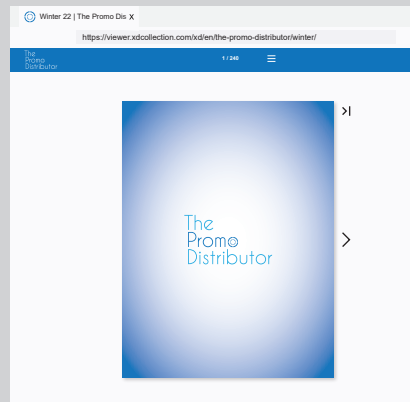 Winter 22 | The Promo Dis X
https://viewer.xdcollection.com/xd/en/the-promo-distributor/winter/
The
Promo
Distributor
1 / 240
The
Promo
Distributor